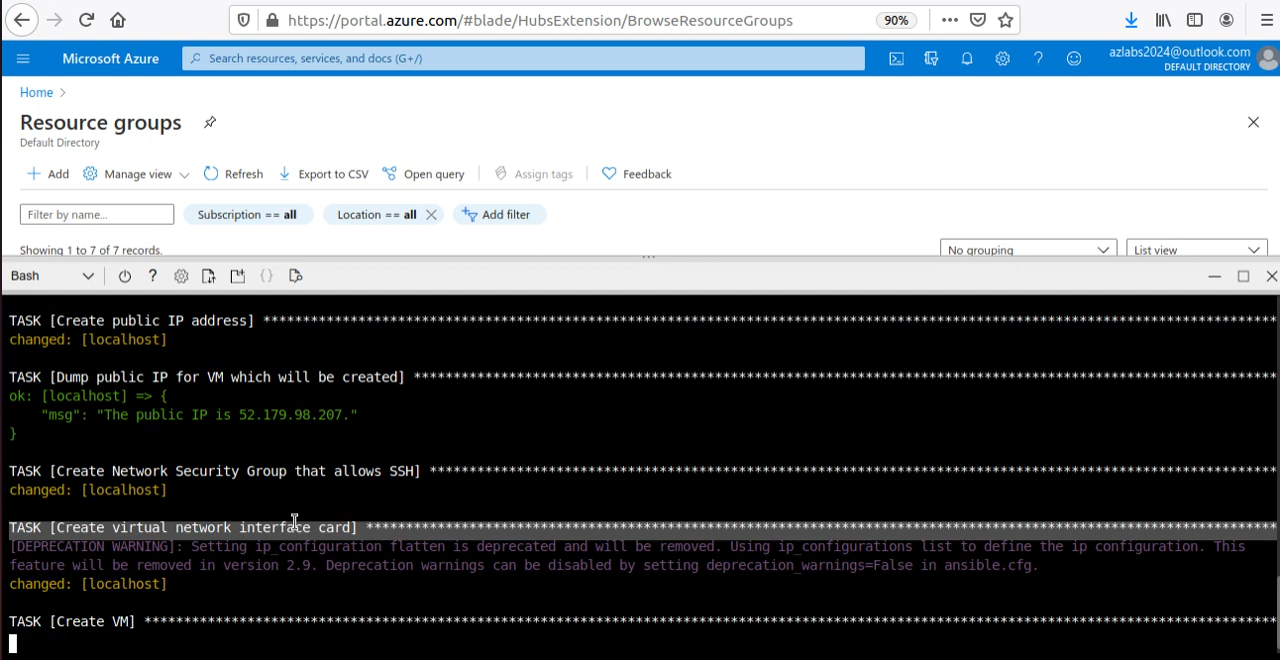 https://portal.azure.com/#blade/HubsExtension/BrowseResourceGroups
90%
Microsoft Azure
Search resources, services, and docs (G+/)
azlabs2024@outlook.com
DEFAULT DIRECTORY
Home >
Resource groups
Default Directory
+ Add Manage view Refresh Export to CSV Open query Assign tags Feedback
Filter by name... Subscription == all Location == all Add filter
Showing 1 to 7 of 7 records. No grouping List view
Bash
TASK [Create public IP address] *********************************************************************************************************************************
changed: [localhost]
TASK [Dump public IP for VM which will be created] **************************************************************************************************************
ok: [localhost] => {
"msg": "The public IP is 52.179.98.207."
}
TASK [Create Network Security Group that allows SSH] ************************************************************************************************************
changed: [localhost]
TASK [Create virtual network interface card] ********************************************************************************************************************
[DEPRECATION WARNING]: Setting ip_configuration flatten is deprecated and will be removed. Using ip_configurations list to define the ip configuration. This
feature will be removed in version 2.9. Deprecation warnings can be disabled by setting deprecation_warnings=False in ansible.cfg.
changed: [localhost]
TASK [Create VM] ************************************************************************************************************************************************